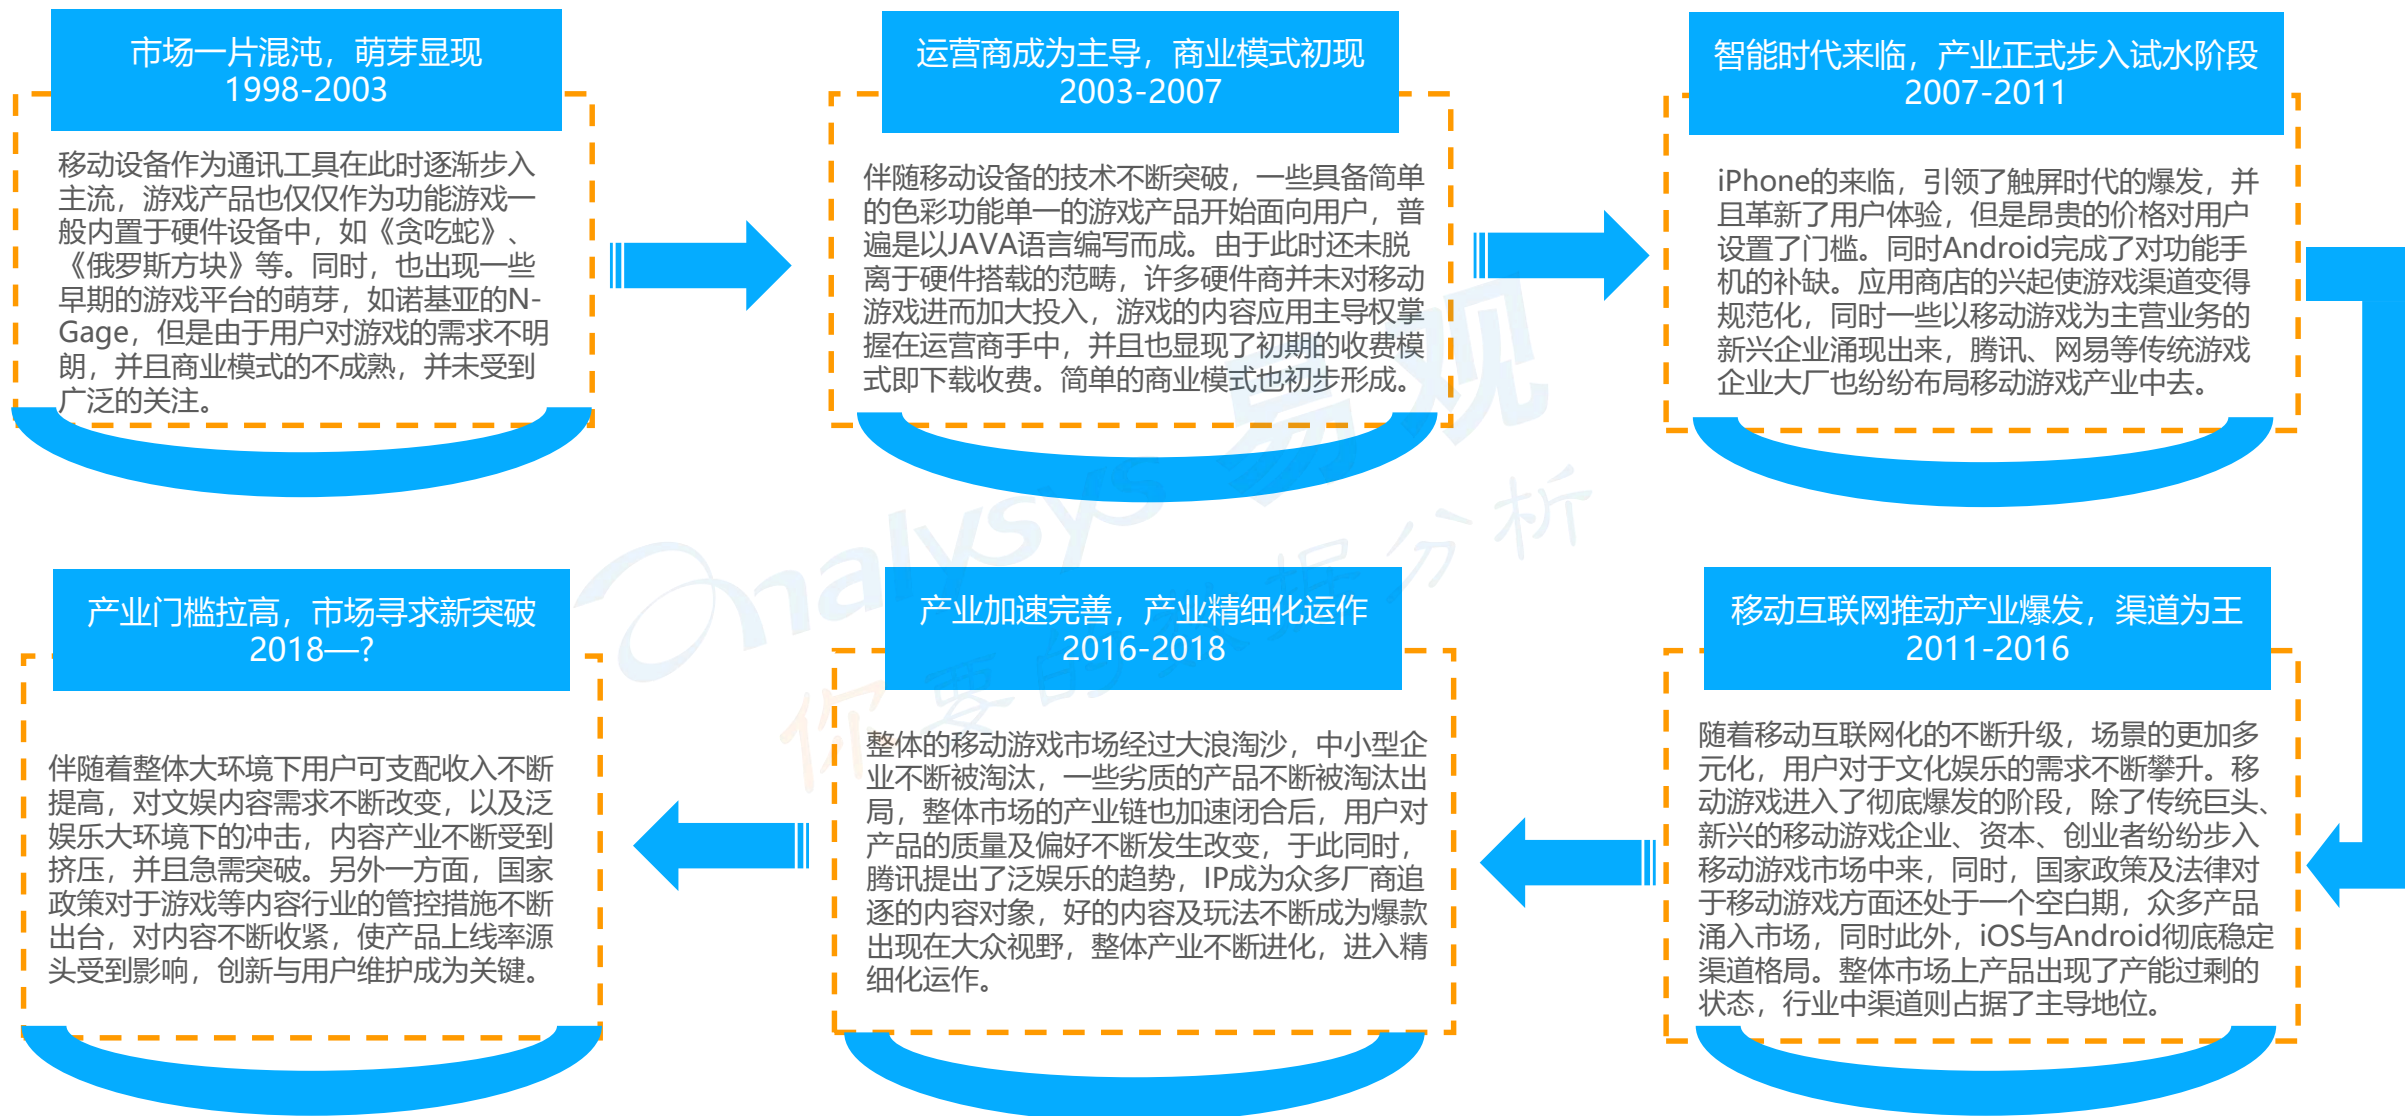 市场一片混沌，萌芽显现
1998-2003
移动设备作为通讯工具在此时逐渐步入
主流，游戏产品也仅仅作为功能游戏一
般内置于硬件设备中，如《贪吃蛇》、
《俄罗斯方块》等。同时，也出现一些
早期的游戏平台的萌芽，如诺基亚的N-
Gage，但是由于用户对游戏的需求不明
朗，并且商业模式的不成熟，并未受到
广泛的关注。
运营商成为主导，商业模式初现
2003-2007
伴随移动设备的技术不断突破，一些具备简单
的色彩功能单一的游戏产品开始面向用户，普
遍是以JAVA语言编写而成。由于此时还未脱
离于硬件搭载的范畴，许多硬件商并未对移动
游戏进而加大投入，游戏的内容应用主导权掌
握在运营商手中，并且也显现了初期的收费模
式即下载收费。简单的商业模式也初步形成。
智能时代来临，产业正式步入试水阶段
2007-2011
iPhone的来临，引领了触屏时代的爆发，并
且革新了用户体验，但是昂贵的价格对用户
设置了门槛。同时Android完成了对功能手
机的补缺。应用商店的兴起使游戏渠道变得
规范化，同时一些以移动游戏为主营业务的
新兴企业涌现出来，腾讯、网易等传统游戏
企业大厂也纷纷布局移动游戏产业中去。
移动互联网推动产业爆发，渠道为王
2011-2016
随着移动互联网化的不断升级，场景的更加多
元化，用户对于文化娱乐的需求不断攀升。移
动游戏进入了彻底爆发的阶段，除了传统巨头、
新兴的移动游戏企业、资本、创业者纷纷步入
移动游戏市场中来，同时，国家政策及法律对
于移动游戏方面还处于一个空白期，众多产品
涌入市场，同时此外，iOS与Android彻底稳定
渠道格局。整体市场上产品出现了产能过剩的
状态，行业中渠道则占据了主导地位。
产业加速完善，产业精细化运作
2016-2018
整体的移动游戏市场经过大浪淘沙，中小型企
业不断被淘汰，一些劣质的产品不断被淘汰出
局，整体市场的产业链也加速闭合后，用户对
产品的质量及偏好不断发生改变，于此同时，
腾讯提出了泛娱乐的趋势，IP成为众多厂商追
逐的内容对象，好的内容及玩法不断成为爆款
出现在大众视野，整体产业不断进化，进入精
细化运作。
产业门槛拉高，市场寻求新突破
2018—?
伴随着整体大环境下用户可支配收入不断
提高，对文娱内容需求不断改变，以及泛
娱乐大环境下的冲击，内容产业不断受到
挤压，并且急需突破。另外一方面，国家
政策对于游戏等内容行业的管控措施不断
出台，对内容不断收紧，使产品上线率源
头受到影响，创新与用户维护成为关键。
analysys 易观
你要的数据分析